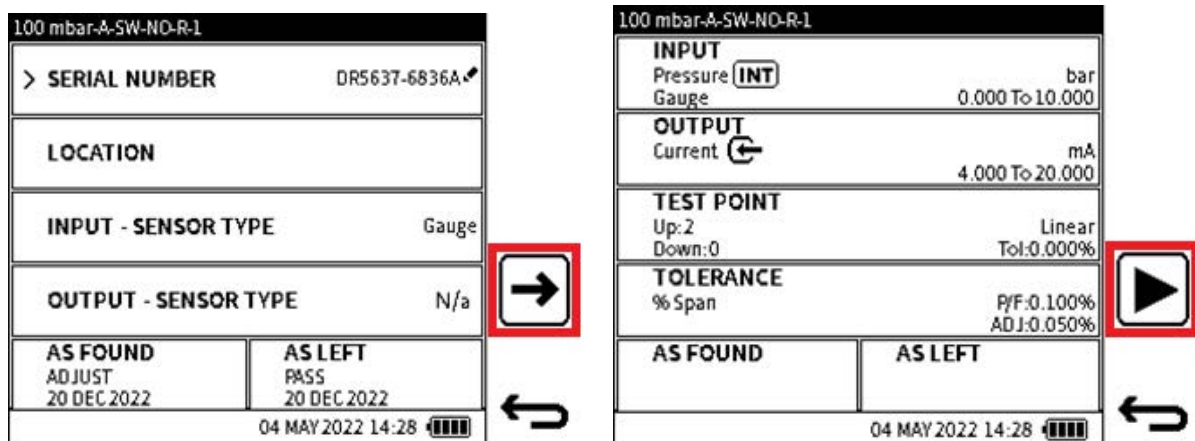 100 mbar-A-SW-NO-R-1
> SERIAL NUMBER DR5637-6836A
LOCATION
INPUT - SENSOR TYPE Gauge
OUTPUT - SENSOR TYPE N/a
AS FOUND AS LEFT
ADJUST PASS
20 DEC 2022 20 DEC 2022
04 MAY 2022 14:28
100 mbar-A-SW-NO-R-1
INPUT
Pressure INT bar
Gauge 0.000 To 10.000
OUTPUT
Current mA
4.000 To 20.000
TEST POINT
Up:2 Linear
Down:0 Tol:0.000%
TOLERANCE
% Span P/F:0.100%
ADJ:0.050%
AS FOUND AS LEFT
04 MAY 2022 14:28